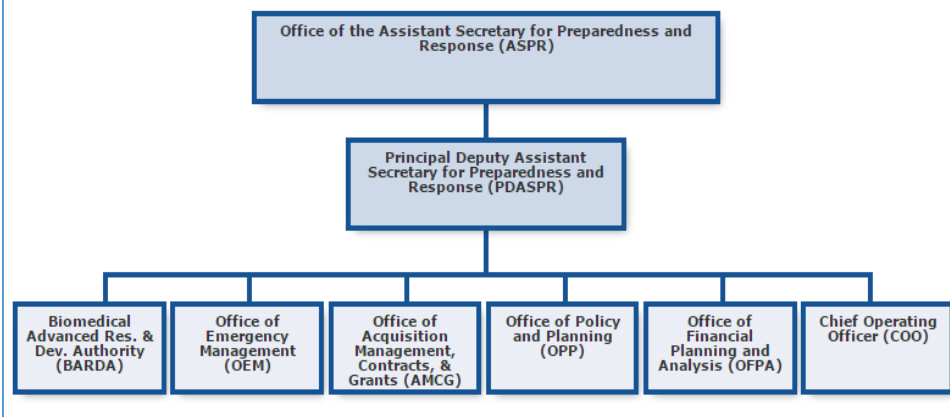 Office of the Assistant Secretary for Preparedness and
Response (ASPR)
Principal Deputy Assistant
Secretary for Preparedness and
Response (PDASPR)
Biomedical
Advanced Res. &
Dev. Authority
(BARDA)
Office of
Emergency
Management
(OEM)
Office of
Acquisition
Management,
Contracts, &
Grants (AMCG)
Office of Policy
and Planning
(OPP)
Office of
Financial
Planning and
Analysis (OFPA)
Chief Operating
Officer (COO)